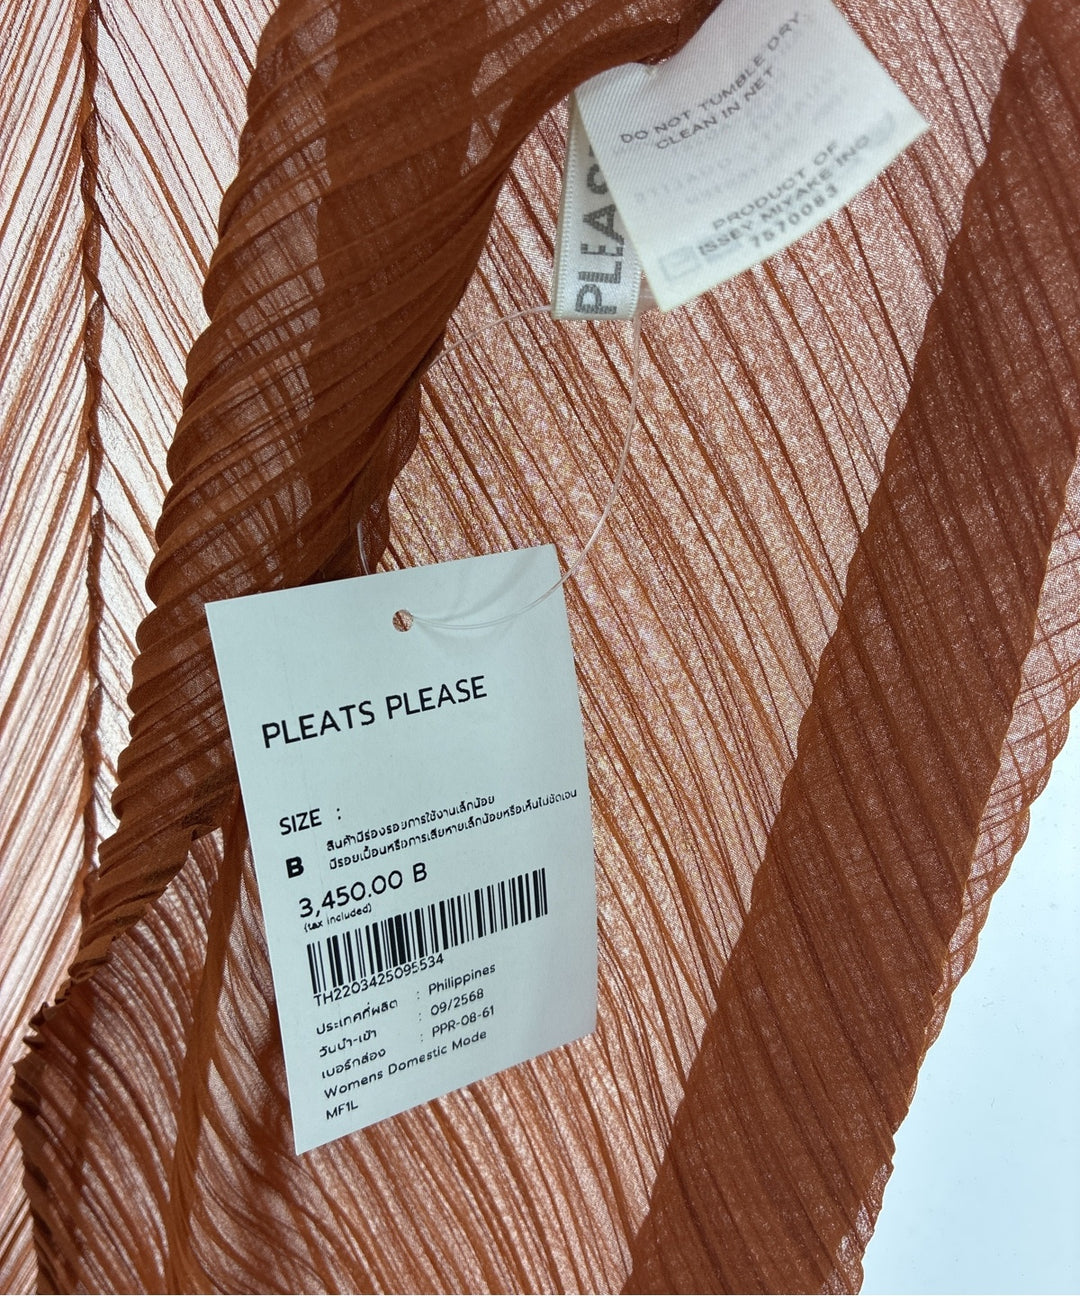 DO NOT TUMBLE DRY
CLEAN IN NET
PRODUCT OF
ISSEY MIYAKE INC.
7570083
PLEAS
PLEATS PLEASE
SIZE :
B
สินค้ามีร่องรอยการใช้งานเล็กน้อย
มีรอยเปื้อนหรือการเสียหายเล็กน้อยหรือเห็นไม่ชัดเจน
3,450.00 B
(tax included)
TH2203425095534
ประเทศที่ผลิต : Philippines
วันนำ-เข้า : 09/2568
เบอร์กล่อง : PPR-08-61
Womens Domestic Mode
MF1L